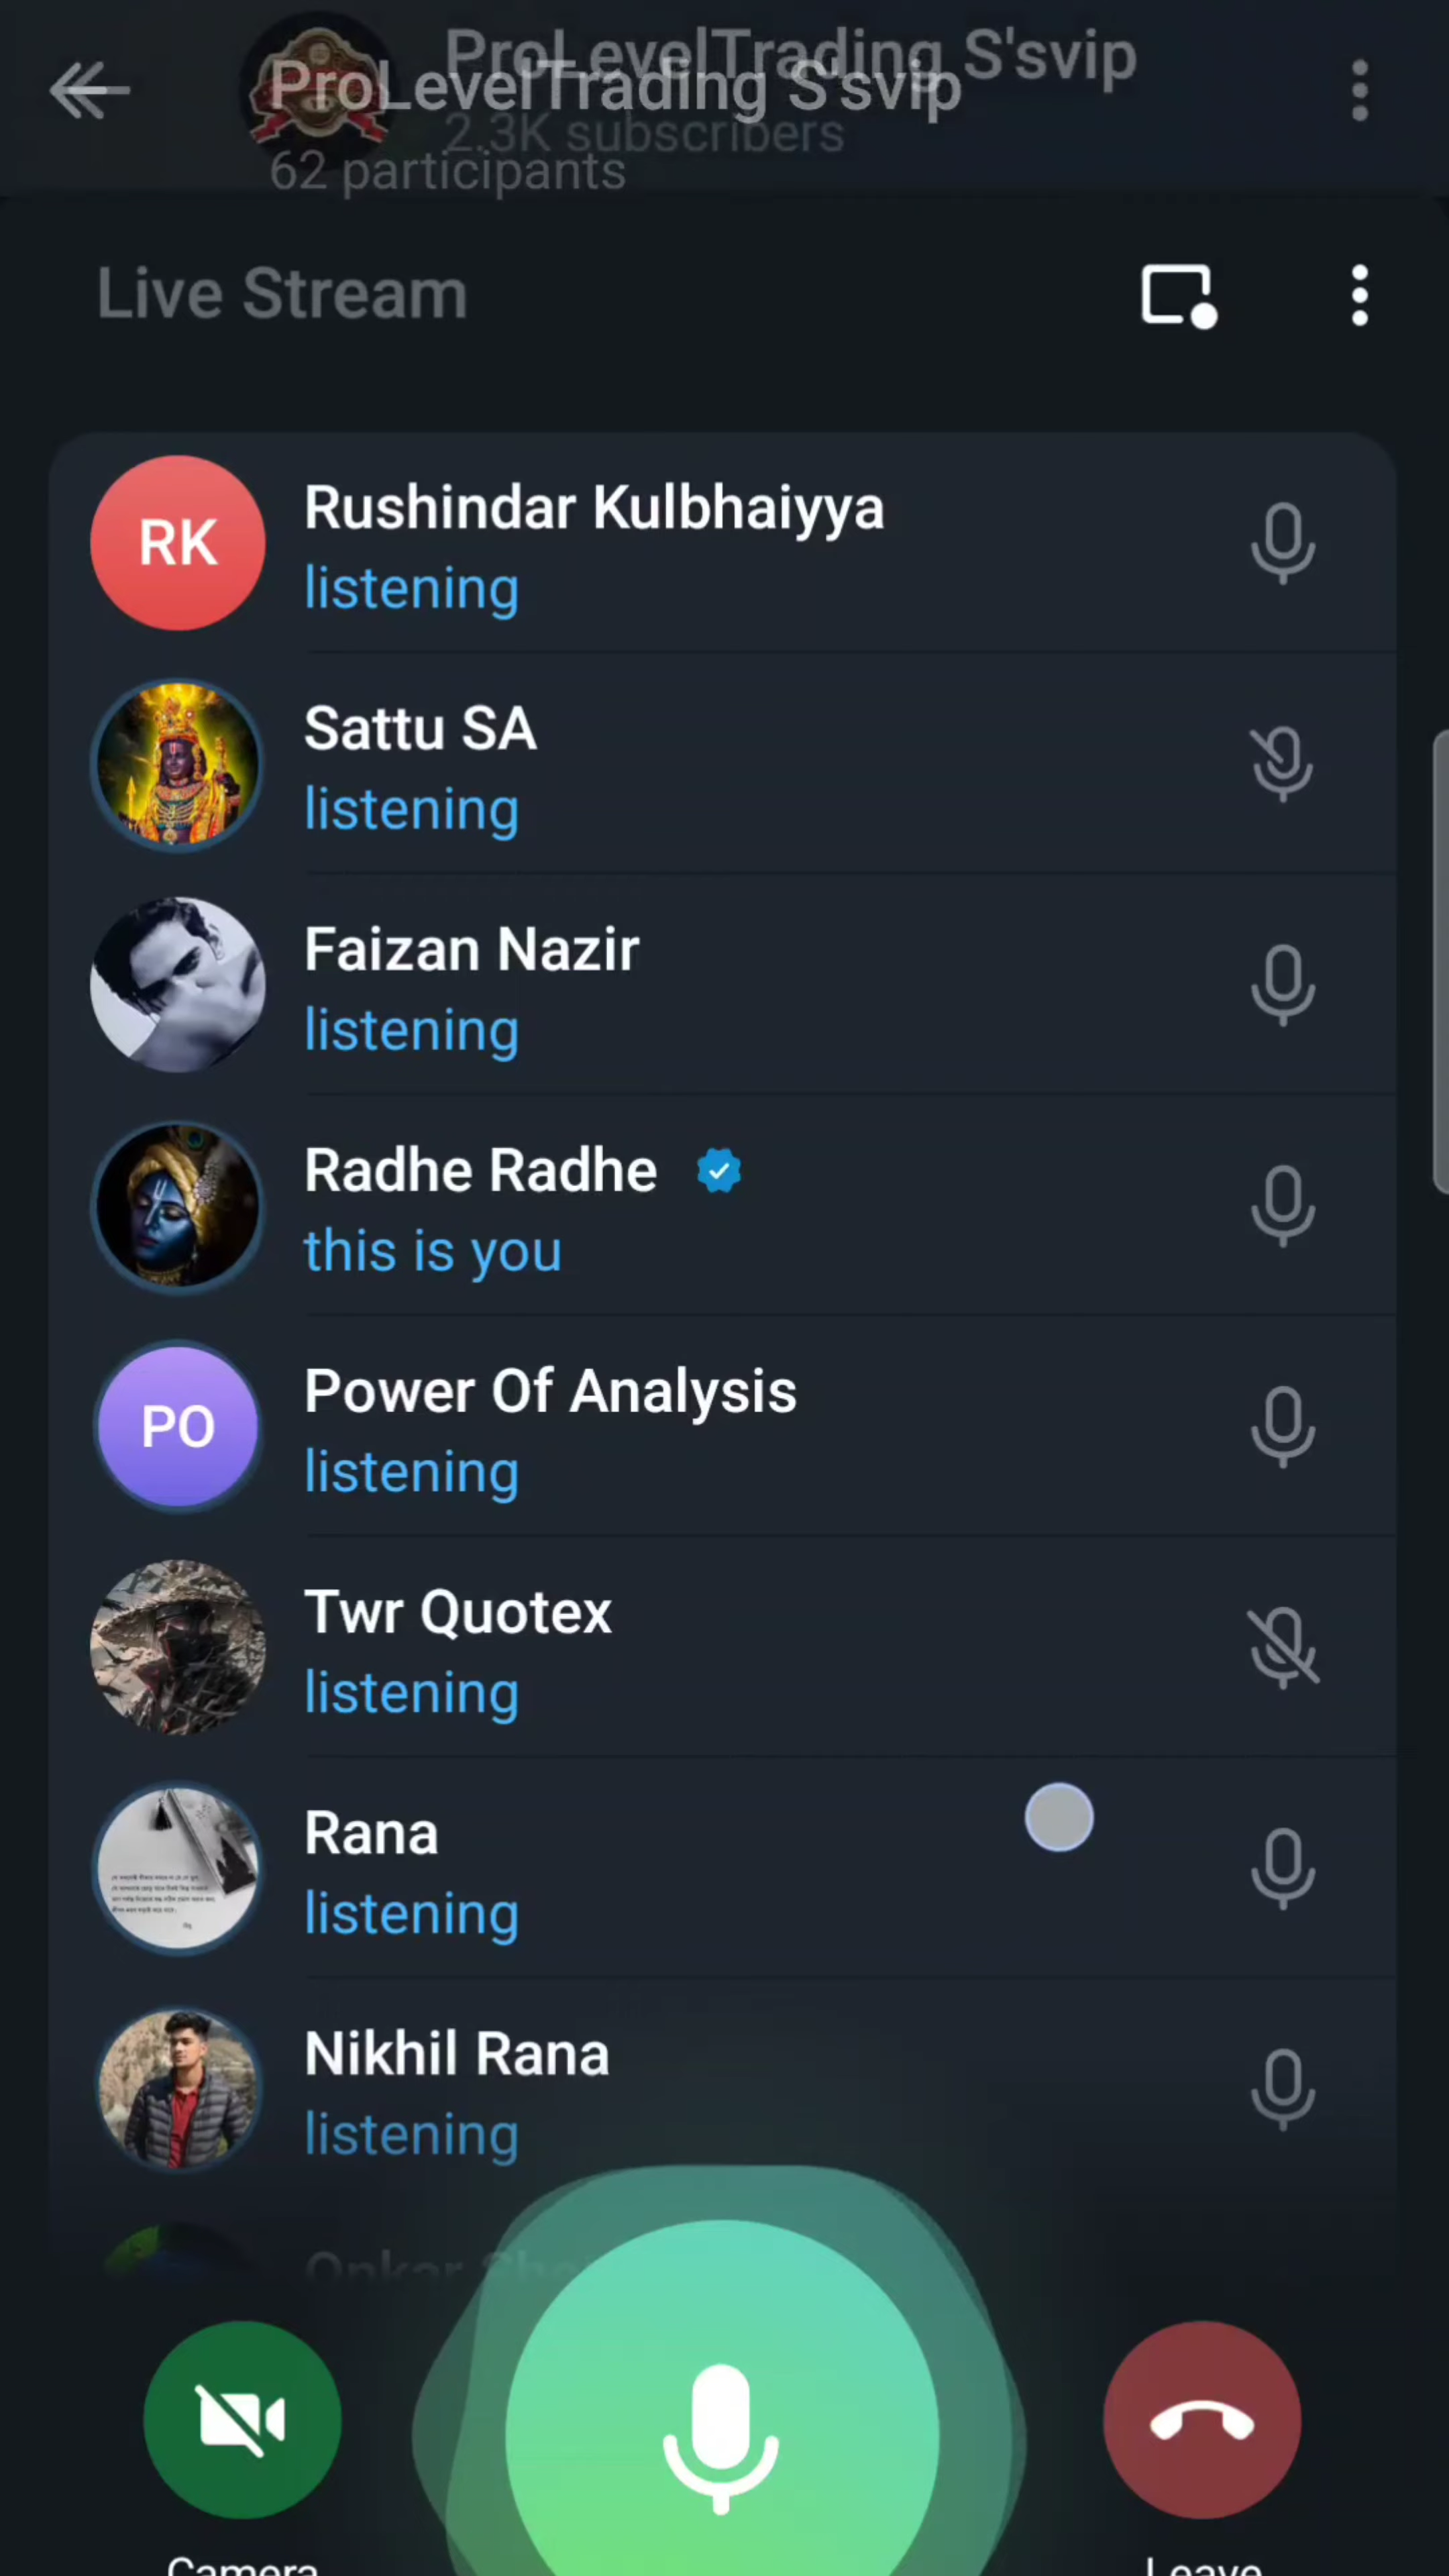 ProLevelTrading S'svip
2.3K subscribers
ProLevelTrading S'svip
62 participants
Live Stream
RK
Rushindar Kulbhaiyya
listening
Sattu SA
listening
Faizan Nazir
listening
Radhe Radhe
this is you
PO
Power Of Analysis
listening
Twr Quotex
listening
Rana
listening
Nikhil Rana
listening
Onkar
Camera
Leave